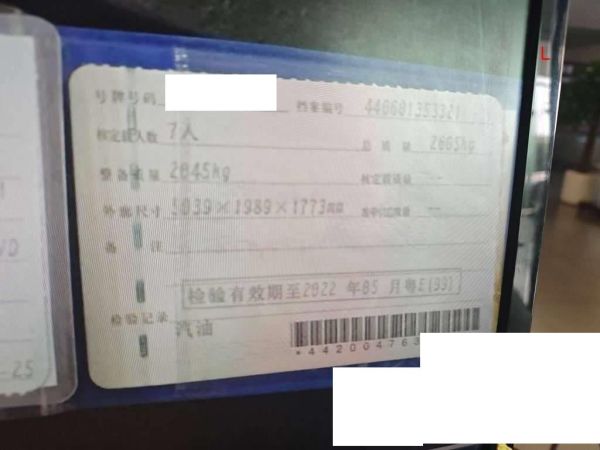 号牌号码 档案编号 446601353321
核定载人数 7人 总质量 2665kg
整备质量 2045kg 核定载质量 --
外廓尺寸 5039×1989×1773mm 准牵引总质量 --
备注
检验有效期至2022年05月粤E(99)
检验记录
汽油
*442004763
-25
L